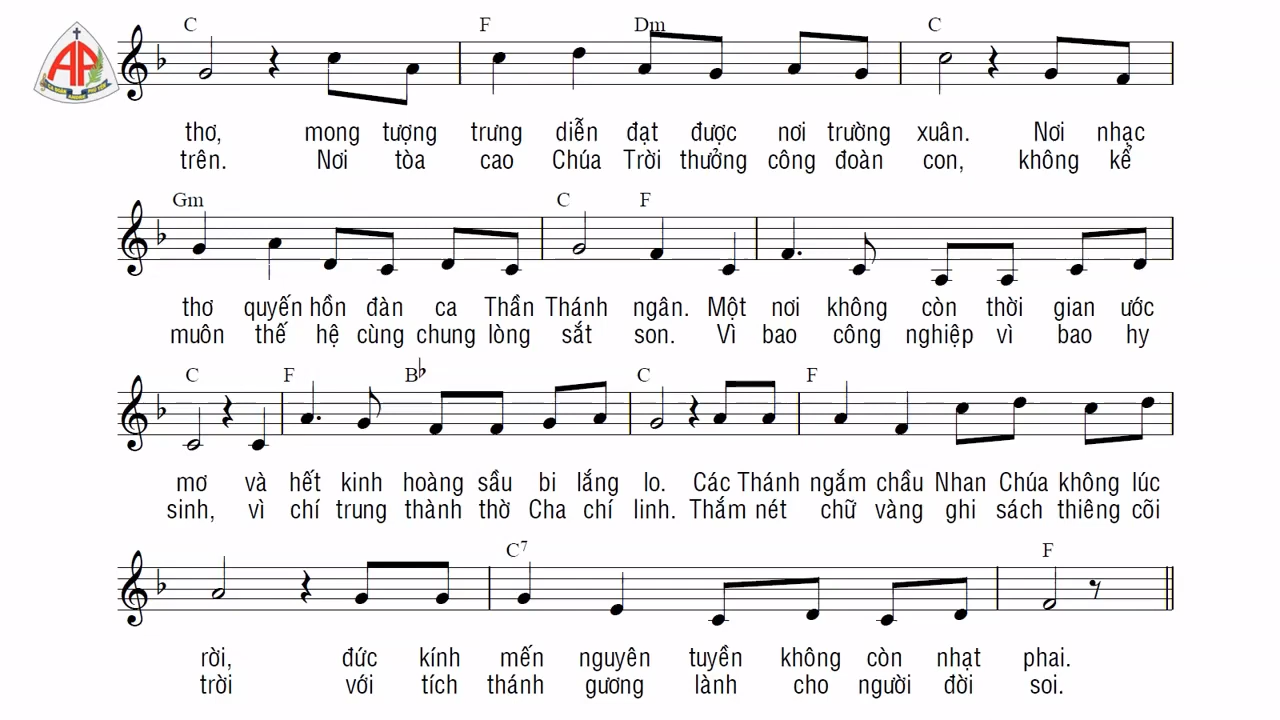 C F Dm C
AP
thơ, mong tượng trưng diễn đạt được nơi trường xuân. Nơi nhạc
trên. Nơi tòa cao Chúa Trời thưởng công đoàn con, không kể
Gm C F
thơ quyến hồn đàn ca Thần Thánh ngân. Một nơi không còn thời gian ước
muôn thế hệ cùng chung lòng sắt son. Vì bao công nghiệp vì bao hy
C F B♭ C F
mơ và hết kinh hoàng sầu bi lắng lo. Các Thánh ngắm chầu Nhan Chúa không lúc
sinh, vì chí trung thành thờ Cha chí linh. Thắm nét chữ vàng ghi sách thiêng cõi
C7 F
rời, đức kính mến nguyên tuyền không còn nhạt phai.
trời với tích thánh gương lành cho người đời soi.